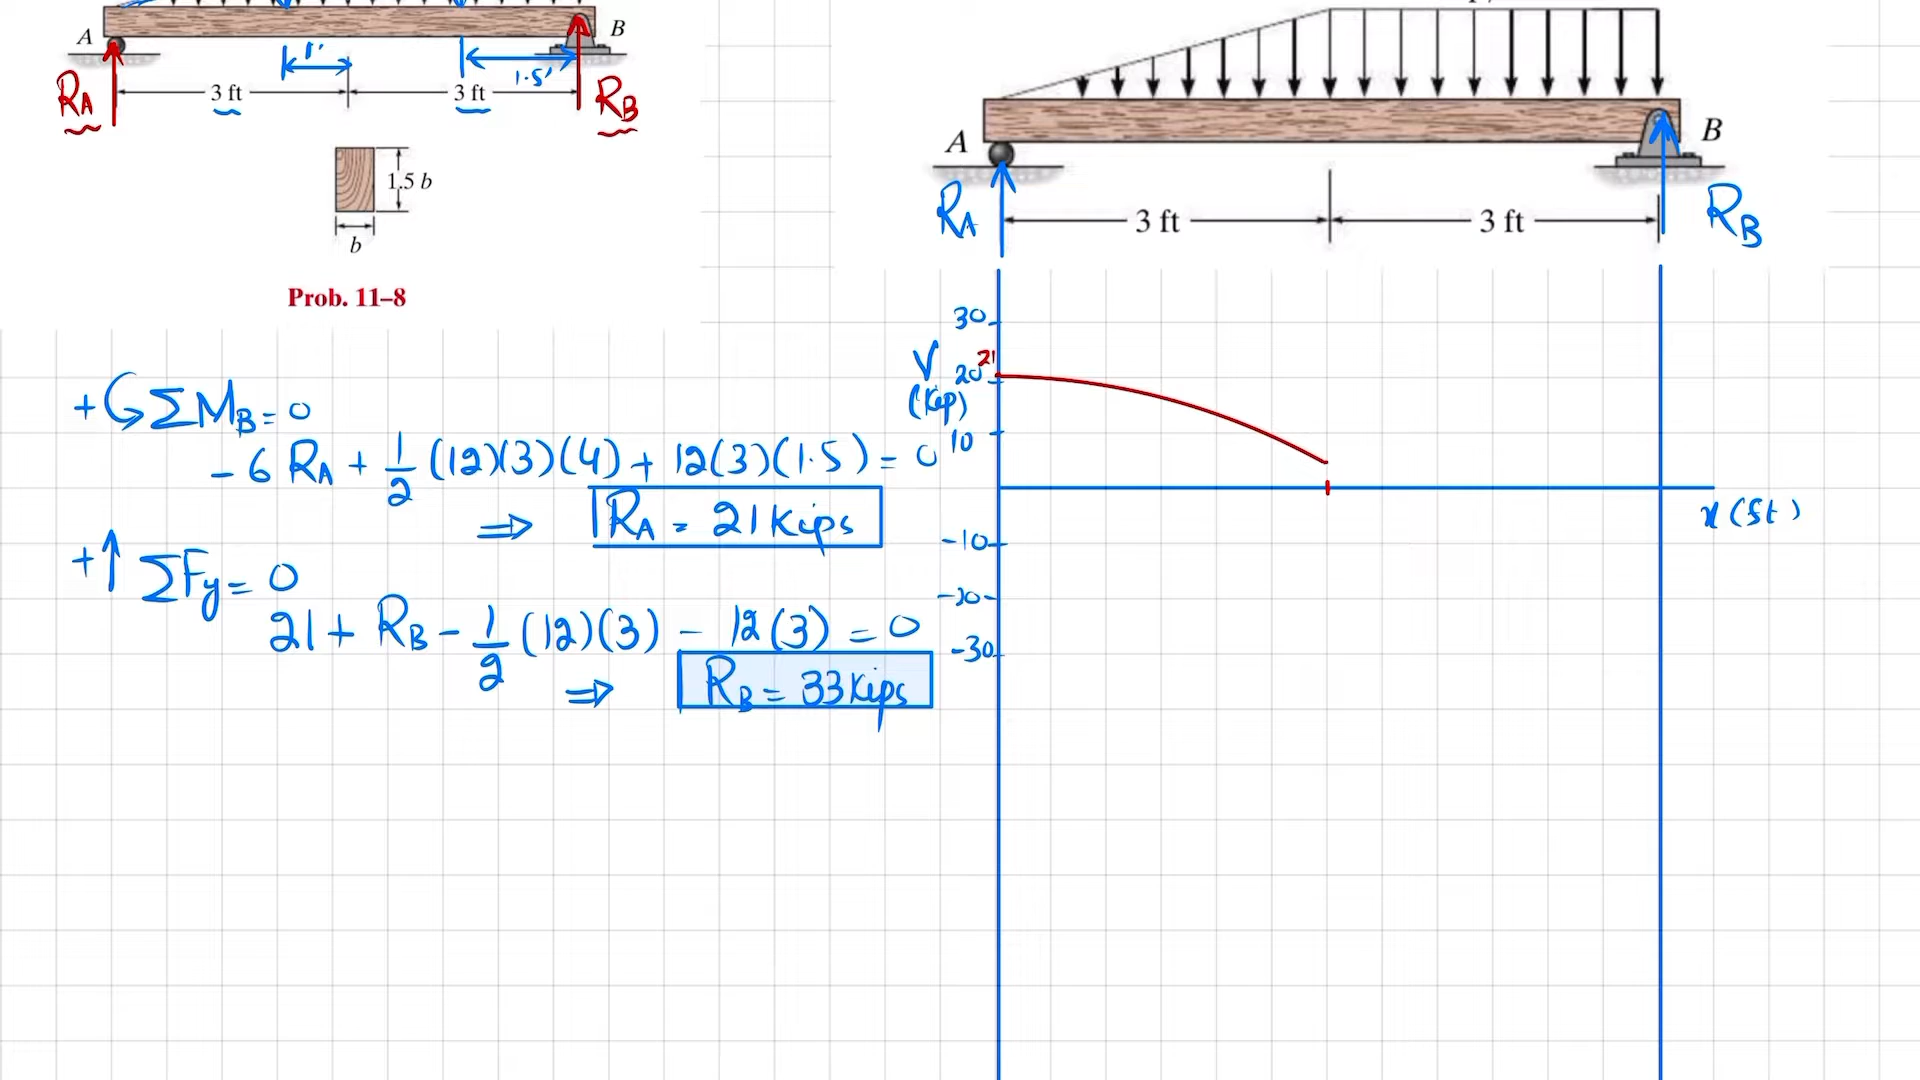 A
B
1'
1.5'
R_A
3 ft
3 ft
R_B
1.5 b
b
Prob. 11–8
+ ΣM_B = 0
- 6 R_A + 1/2 (12)(3)(4) + 12(3)(1.5) = 0
⇒ R_A = 21 Kips
+↑ ΣFy = 0
21 + R_B - 1/2 (12)(3) - 12(3) = 0
⇒ R_B = 33 Kips
A
B
R_A
3 ft
3 ft
R_B
30
V
21
20
(Kip)
10
x (ft)
-10
-20
-30